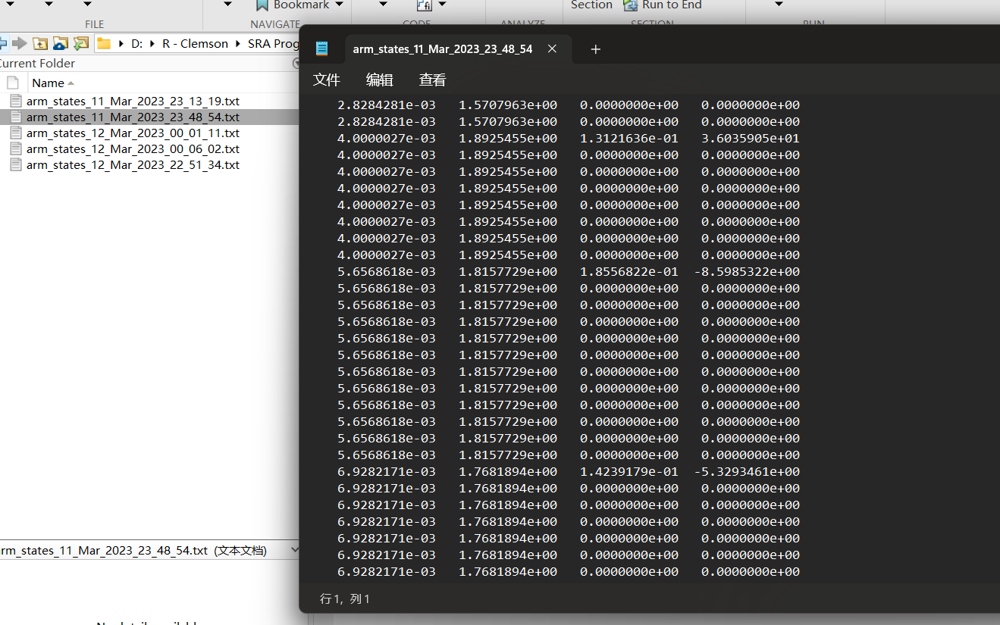 Bookmark
Section
Run to End
FILE
NAVIGATE
CODE
ANALYZE
SECTION
RUN
D:
R - Clemson
SRA Prog
urrent Folder
Name
arm_states_11_Mar_2023_23_13_19.txt
arm_states_11_Mar_2023_23_48_54.txt
arm_states_12_Mar_2023_00_01_11.txt
arm_states_12_Mar_2023_00_06_02.txt
arm_states_12_Mar_2023_22_51_34.txt
rm_states_11_Mar_2023_23_48_54.txt (文本文档)
arm_states_11_Mar_2023_23_48_54
文件 编辑 查看
2.8284281e-03 1.5707963e+00 0.0000000e+00 0.0000000e+00
2.8284281e-03 1.5707963e+00 0.0000000e+00 0.0000000e+00
4.0000027e-03 1.8925455e+00 1.3121636e-01 3.6035905e+01
4.0000027e-03 1.8925455e+00 0.0000000e+00 0.0000000e+00
4.0000027e-03 1.8925455e+00 0.0000000e+00 0.0000000e+00
4.0000027e-03 1.8925455e+00 0.0000000e+00 0.0000000e+00
4.0000027e-03 1.8925455e+00 0.0000000e+00 0.0000000e+00
4.0000027e-03 1.8925455e+00 0.0000000e+00 0.0000000e+00
4.0000027e-03 1.8925455e+00 0.0000000e+00 0.0000000e+00
4.0000027e-03 1.8925455e+00 0.0000000e+00 0.0000000e+00
5.6568618e-03 1.8157729e+00 1.8556822e-01 -8.5985322e+00
5.6568618e-03 1.8157729e+00 0.0000000e+00 0.0000000e+00
5.6568618e-03 1.8157729e+00 0.0000000e+00 0.0000000e+00
5.6568618e-03 1.8157729e+00 0.0000000e+00 0.0000000e+00
5.6568618e-03 1.8157729e+00 0.0000000e+00 0.0000000e+00
5.6568618e-03 1.8157729e+00 0.0000000e+00 0.0000000e+00
5.6568618e-03 1.8157729e+00 0.0000000e+00 0.0000000e+00
5.6568618e-03 1.8157729e+00 0.0000000e+00 0.0000000e+00
5.6568618e-03 1.8157729e+00 0.0000000e+00 0.0000000e+00
5.6568618e-03 1.8157729e+00 0.0000000e+00 0.0000000e+00
5.6568618e-03 1.8157729e+00 0.0000000e+00 0.0000000e+00
5.6568618e-03 1.8157729e+00 0.0000000e+00 0.0000000e+00
6.9282171e-03 1.7681894e+00 1.4239179e-01 -5.3293461e+00
6.9282171e-03 1.7681894e+00 0.0000000e+00 0.0000000e+00
6.9282171e-03 1.7681894e+00 0.0000000e+00 0.0000000e+00
6.9282171e-03 1.7681894e+00 0.0000000e+00 0.0000000e+00
6.9282171e-03 1.7681894e+00 0.0000000e+00 0.0000000e+00
6.9282171e-03 1.7681894e+00 0.0000000e+00 0.0000000e+00
6.9282171e-03 1.7681894e+00 0.0000000e+00 0.0000000e+00
行 1, 列 1